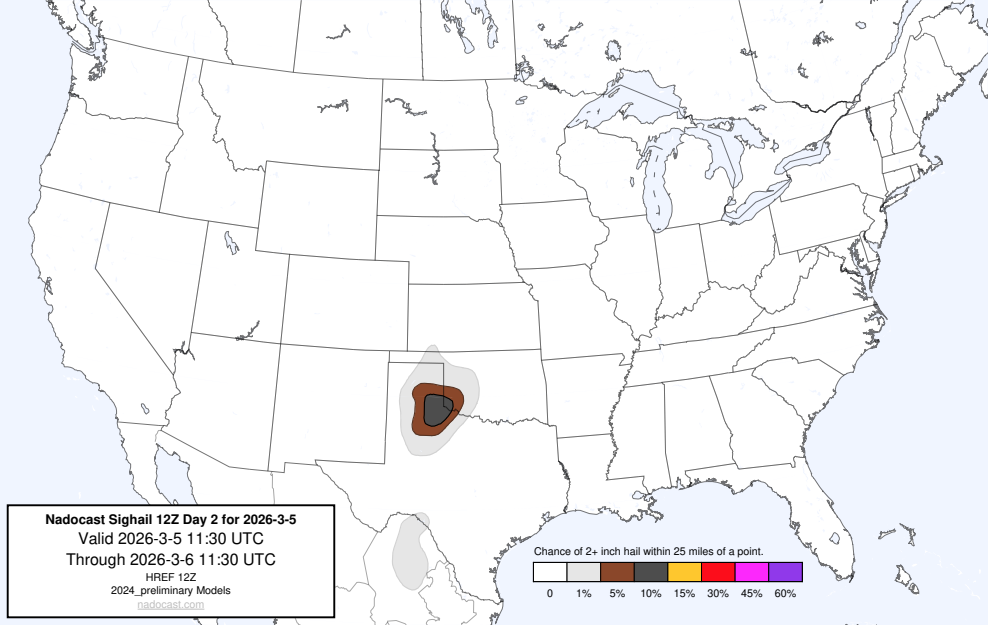 Nadocast Sighail 12Z Day 2 for 2026-3-5
Valid 2026-3-5 11:30 UTC
Through 2026-3-6 11:30 UTC
HREF 12Z
2024_preliminary Models
nadocast.com
Chance of 2+ inch hail within 25 miles of a point.
0 1% 5% 10% 15% 30% 45% 60%